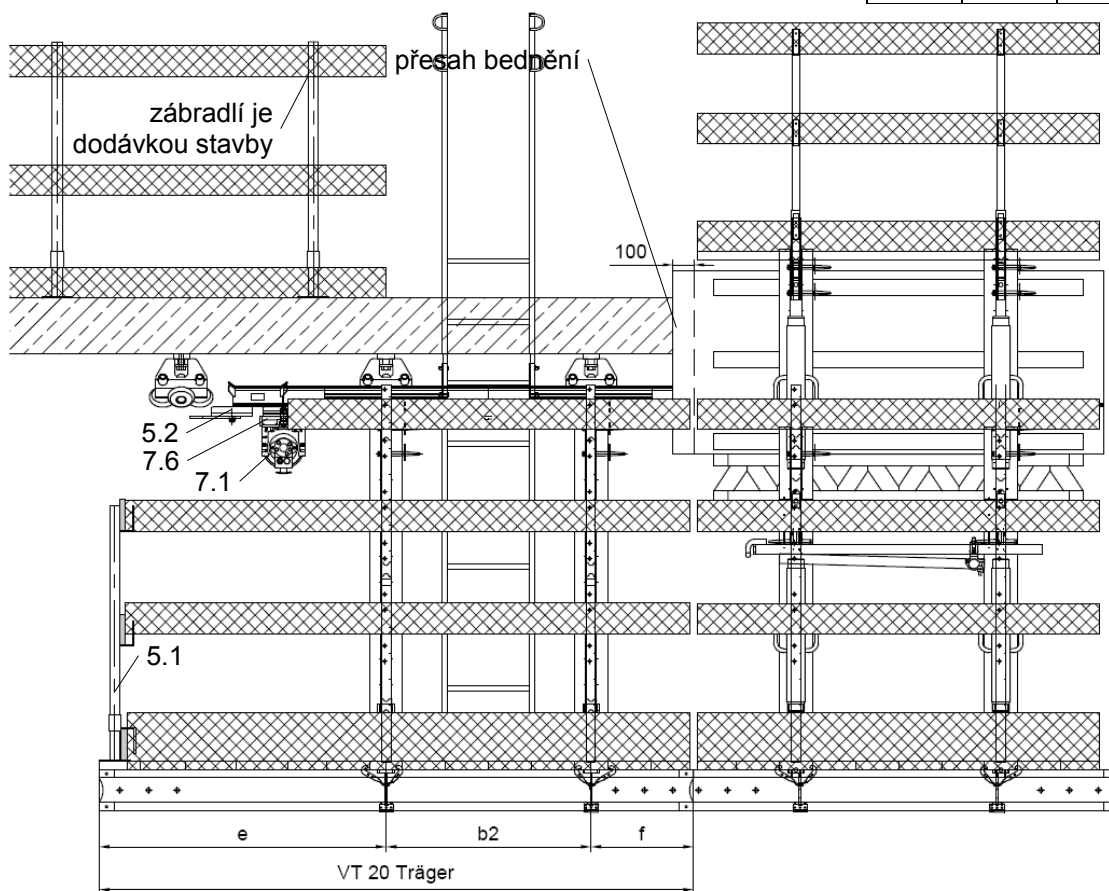 přesah bednění
zábradlí je
dodávkou stavby
100
5.2
7.6
7.1
5.1
e
b2
f
VT 20 Träger